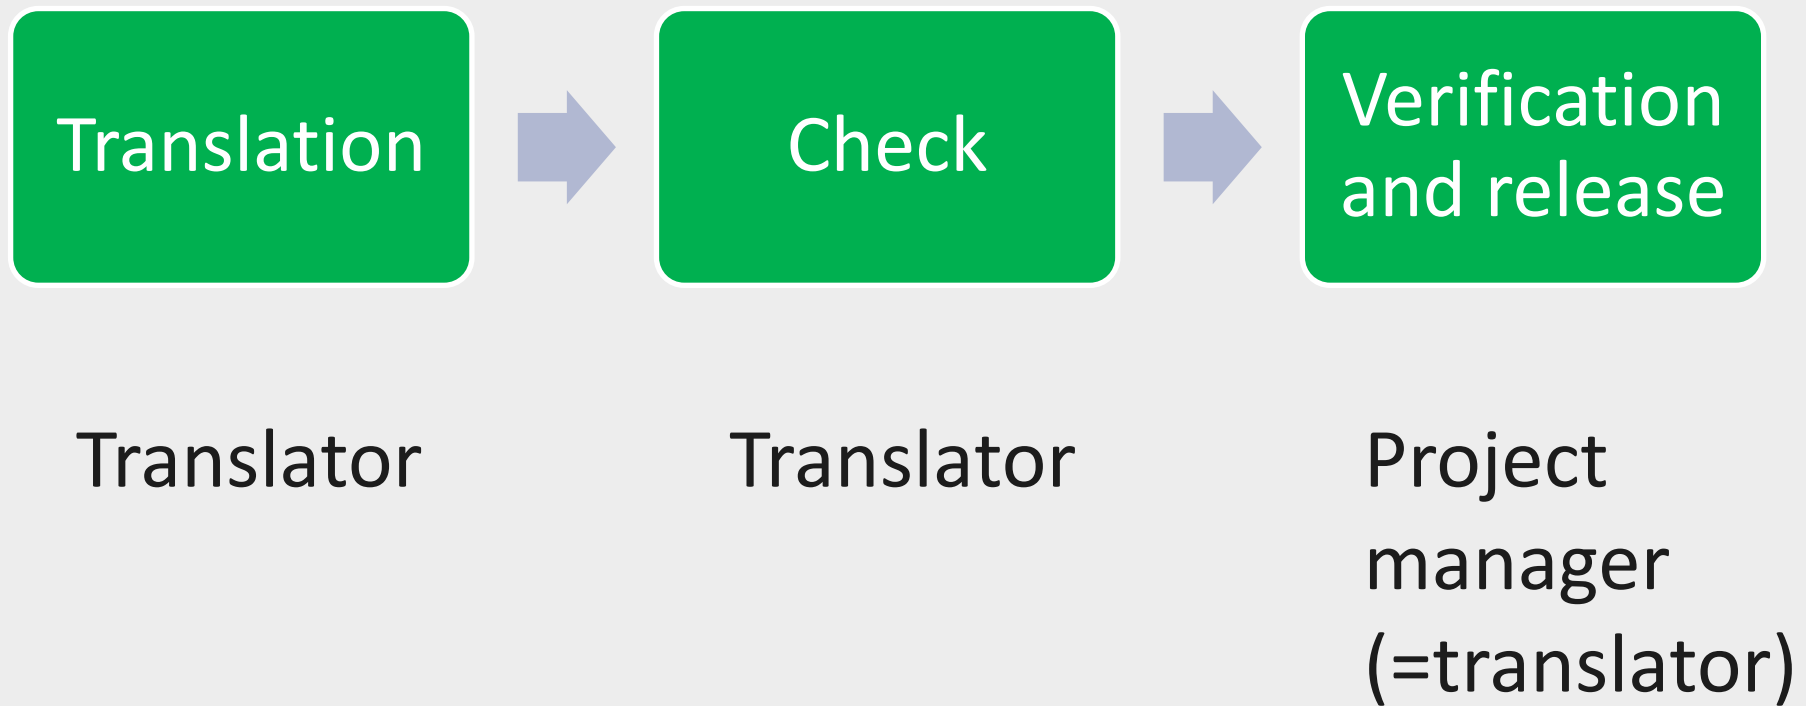 Translation
Check
Verification
and release
Translator
Translator
Project
manager
(=translator)